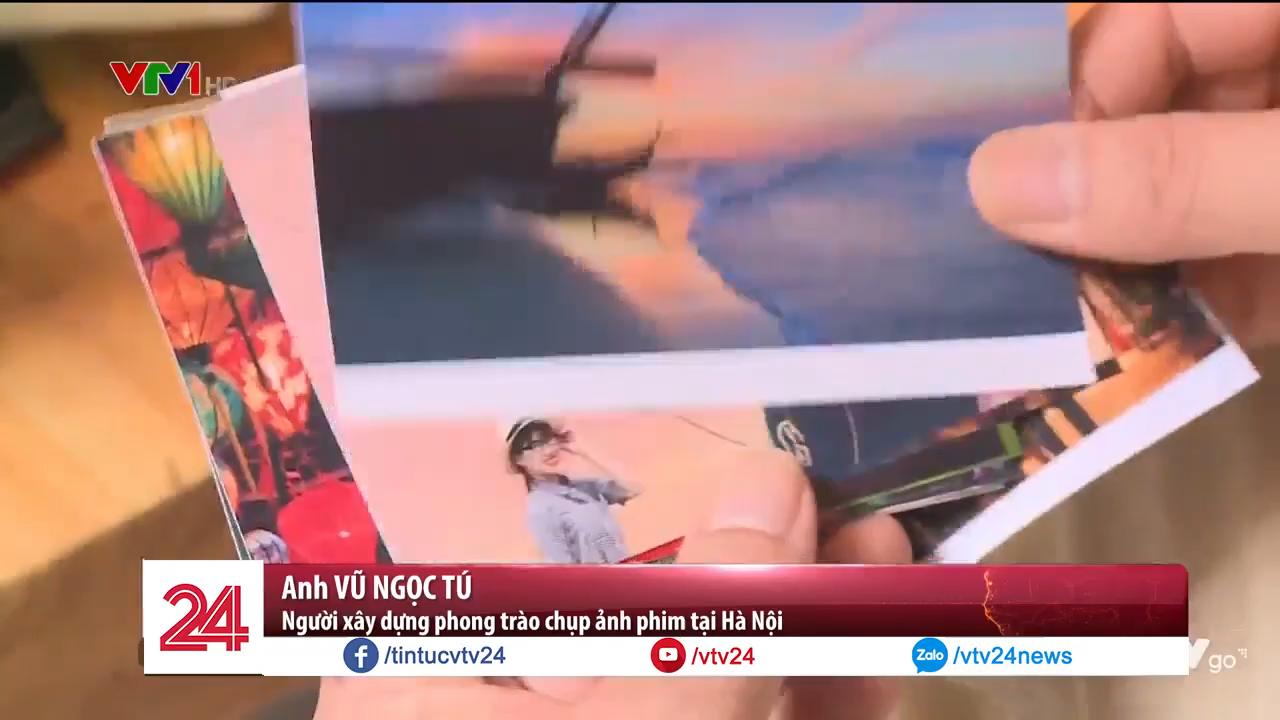 VTV1 HD
Anh VŨ NGỌC TÚ
Người xây dựng phong trào chụp ảnh phim tại Hà Nội
24
/tintucvtv24
/vtv24
Zalo /vtv24news
go